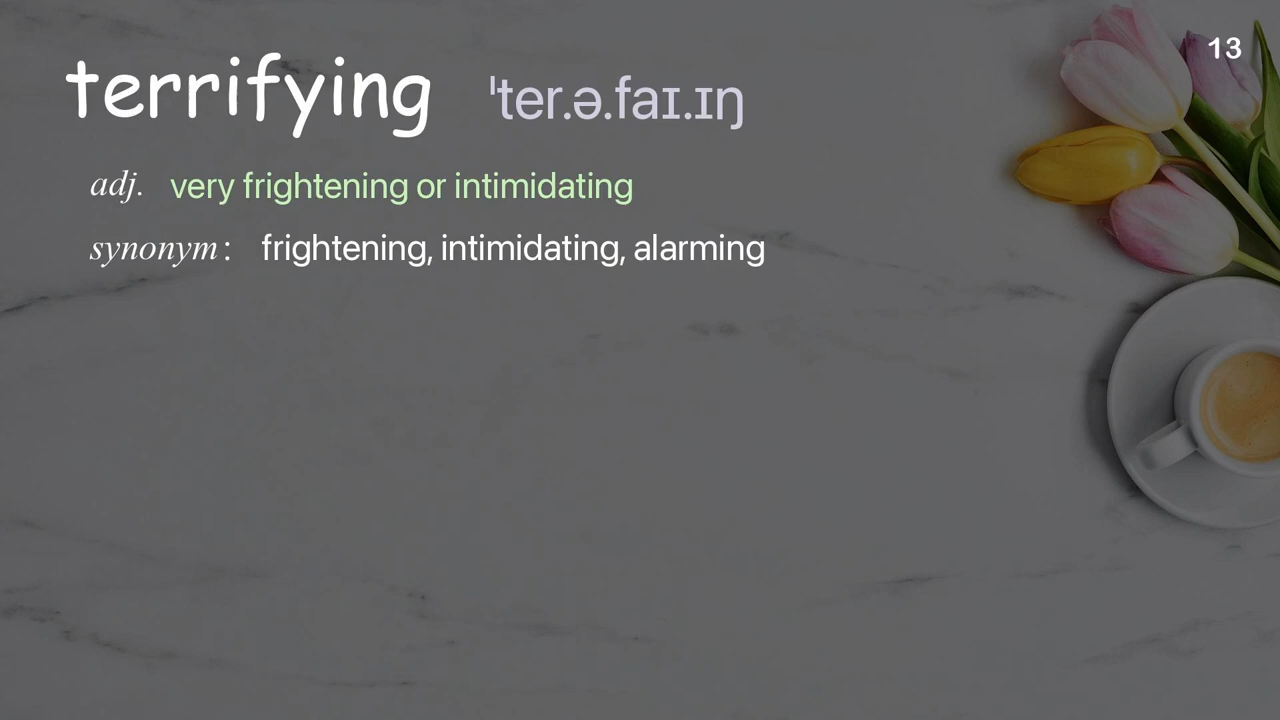 13
terrifying ˈter.ə.faɪ.ɪŋ
adj. very frightening or intimidating
synonym: frightening, intimidating, alarming